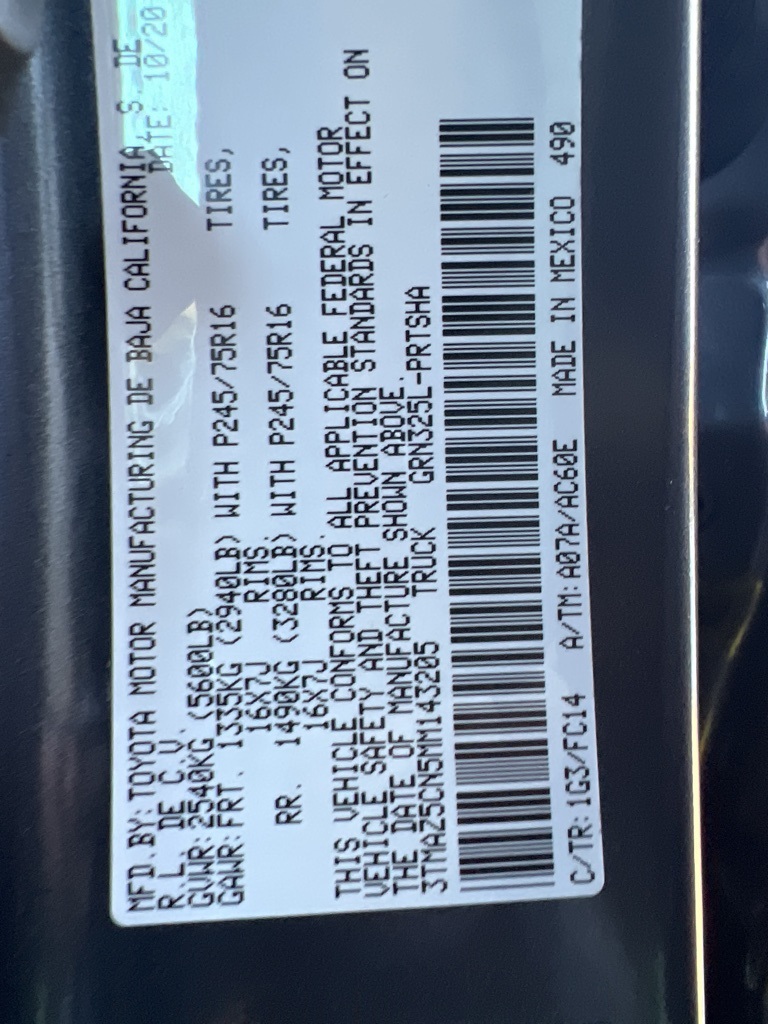 MFD.BY: TOYOTA MOTOR MANUFACTURING DE BAJA CALIFORNIA, S. DE
R.L. DE C.V. DATE: 10/20
GVWR: 2540KG (5600LB)
GAWR: FRT. 1335KG (2940LB) WITH P245/75R16 TIRES,
16X7J RIMS.
RR. 1490KG (3280LB) WITH P245/75R16 TIRES,
16X7J RIMS.
THIS VEHICLE CONFORMS TO ALL APPLICABLE FEDERAL MOTOR
VEHICLE SAFETY AND THEFT PREVENTION STANDARDS IN EFFECT ON
THE DATE OF MANUFACTURE SHOWN ABOVE.
3TMAZ5CN5MM143205 TRUCK GRN325L-PRTSHA
C/TR: 1G3/FC14 A/TM: A07A/AC60E MADE IN MEXICO 490